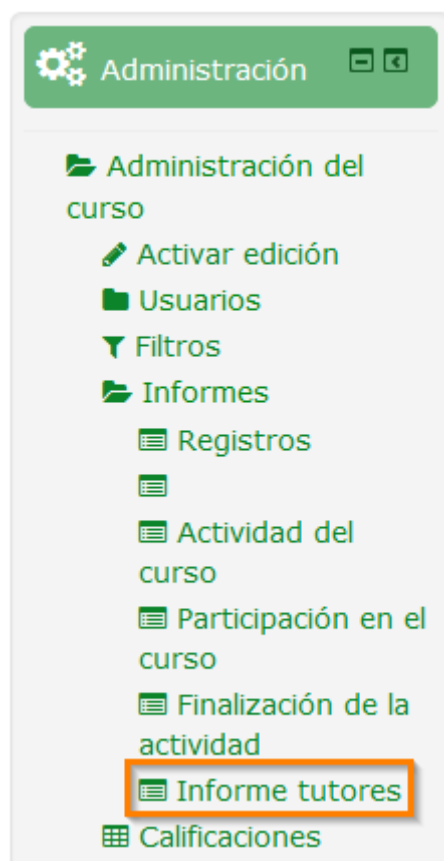 Administración
Administración del
curso
Activar edición
Usuarios
Filtros
Informes
Registros
Actividad del
curso
Participación en el
curso
Finalización de la
actividad
Informe tutores
Calificaciones